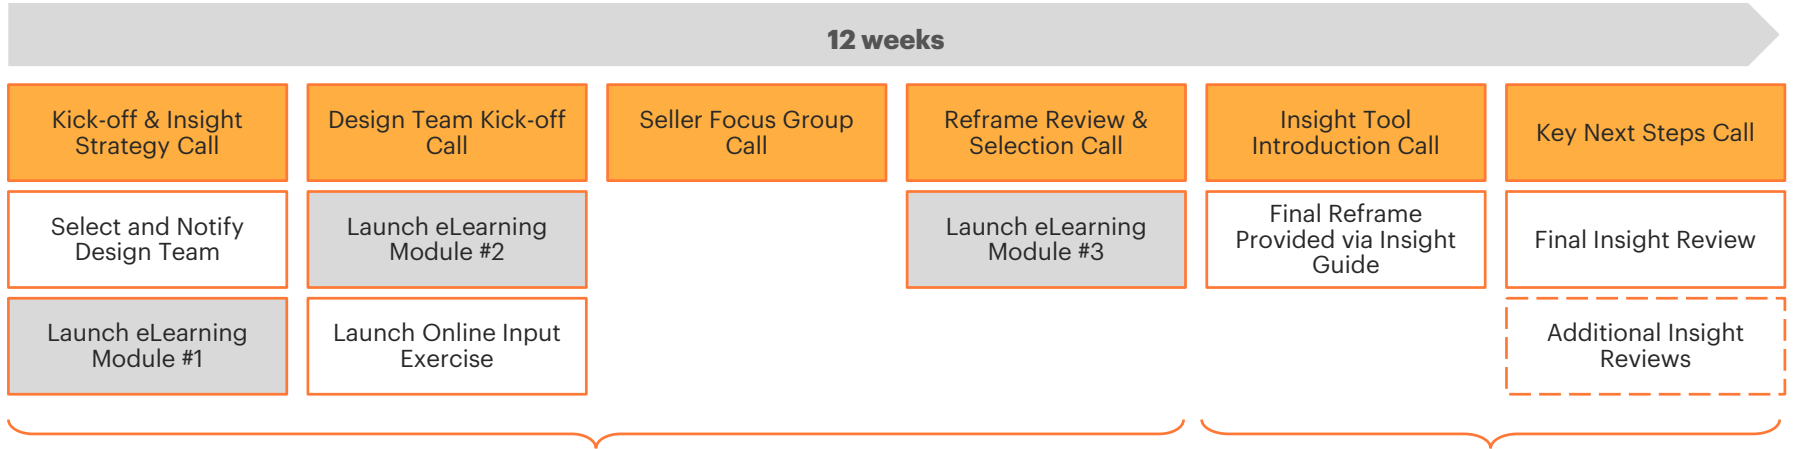 12 weeks
Kick-off & Insight
Strategy Call
Design Team Kick-off
Call
Seller Focus Group
Call
Reframe Review &
Selection Call
Insight Tool
Introduction Call
Key Next Steps Call
Select and Notify
Design Team
Launch eLearning
Module #2
Launch eLearning
Module #3
Final Reframe
Provided via Insight
Guide
Final Insight Review
Launch eLearning
Module #1
Launch Online Input
Exercise
Additional Insight
Reviews